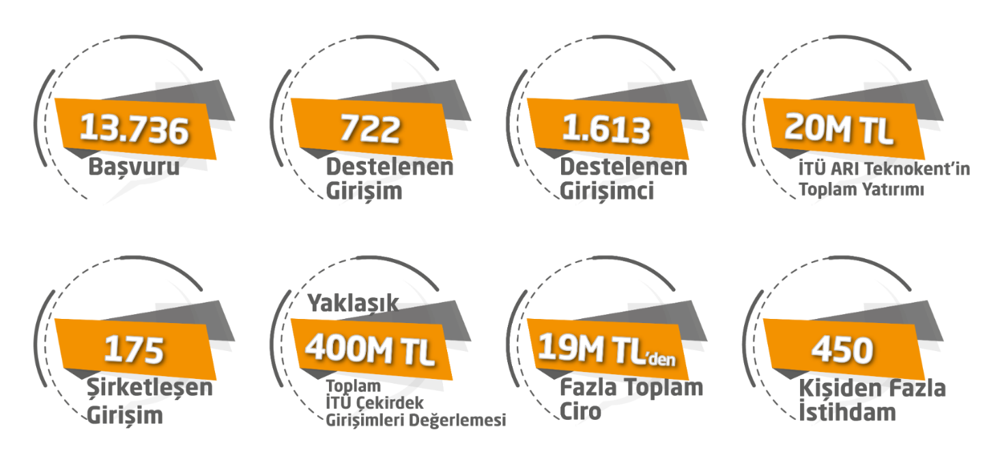 13.736
Başvuru
722
Destelenen
Girişim
1.613
Destelenen
Girişimci
20M TL
İTÜ ARI Teknokent'in
Toplam Yatırımı
175
Şirketleşen
Girişim
Yaklaşık
400M TL
Toplam
İTÜ Çekirdek
Girişimleri Değerlemesi
19M TL'den
Fazla Toplam
Ciro
450
Kişiden Fazla
İstihdam